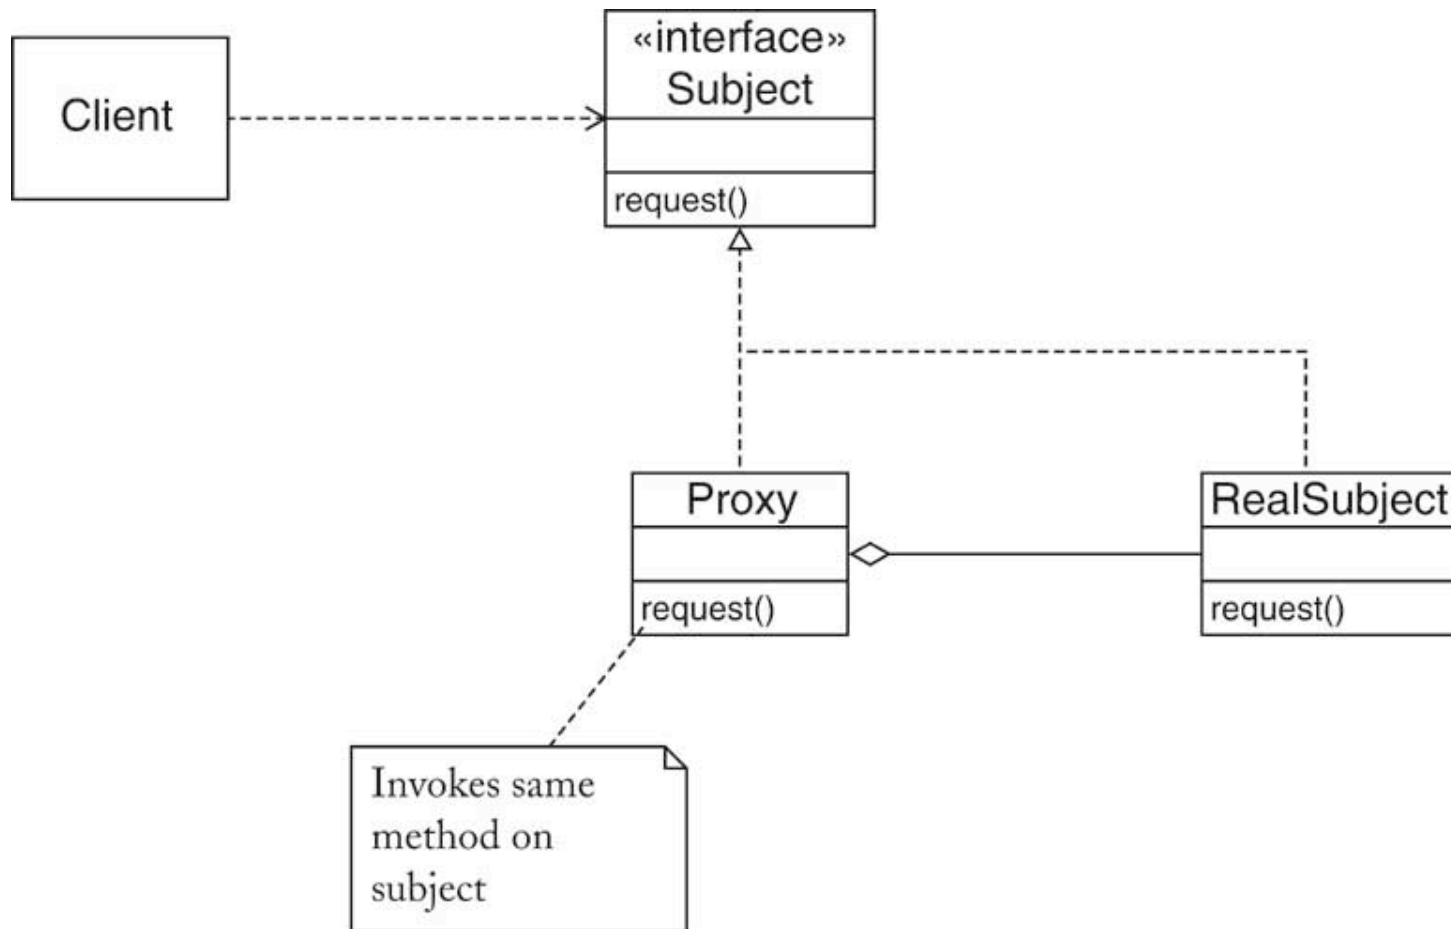 «interface»
Subject
Client
request()
Proxy
RealSubject
request()
request()
Invokes same
method on
subject